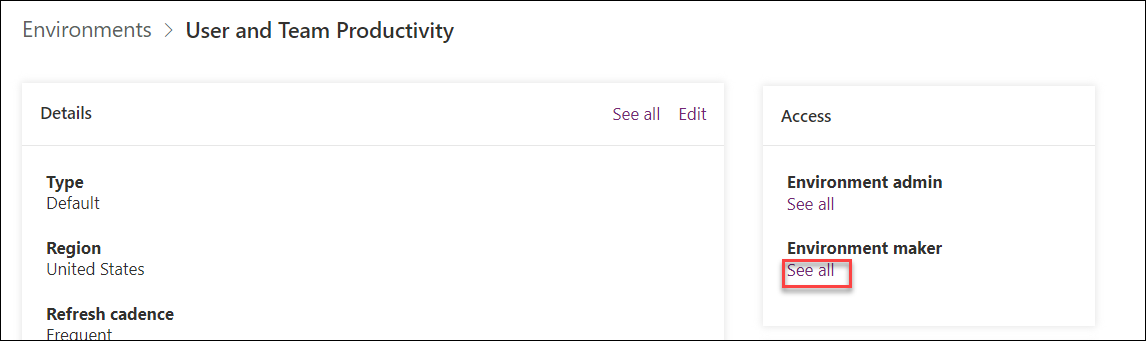 Environments > User and Team Productivity
Details
See all Edit
Type
Default
Region
United States
Refresh cadence
Frequent
Access
Environment admin
See all
Environment maker
See all